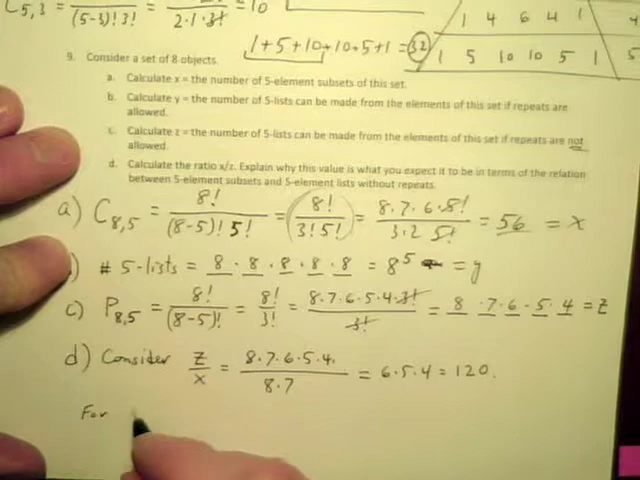 C5,3 = (5-3)! 3! = 2·1·3! = 10
1+5+10+10+5+1 = 32
1 4 6 4 1
1 5 10 10 5 1
9. Consider a set of 8 objects.
a. Calculate x = the number of 5-element subsets of this set.
b. Calculate y = the number of 5-lists can be made from the elements of this set if repeats are
allowed.
c. Calculate z = the number of 5-lists can be made from the elements of this set if repeats are not
allowed.
d. Calculate the ratio x/z. Explain why this value is what you expect it to be in terms of the relation
between 5-element subsets and 5-element lists without repeats.
a) C8,5 = 8! / (8-5)! 5! = 8! / 3! 5! = 8·7·6·5! / 3·2 5! = 56 = x
) # 5-lists = 8 · 8 · 8 · 8 · 8 = 8^5 = y
c) P8,5 = 8! / (8-5)! = 8! / 3! = 8·7·6·5·4·3! / 3! = 8 · 7 · 6 · 5 · 4 = z
d) Consider z / x = 8·7·6·5·4. / 8·7 = 6·5·4 = 120.
For